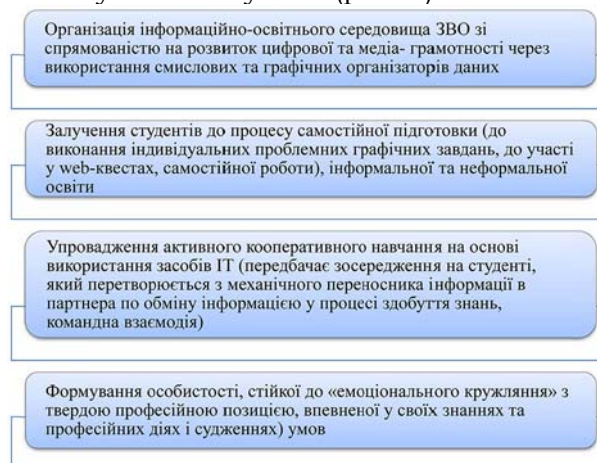 Організація інформаційно-освітнього середовища ЗВО зі
спрямованістю на розвиток цифрової та медіа- грамотності через
використання смислових та графічних організаторів даних
Залучення студентів до процесу самостійної підготовки (до
виконання індивідуальних проблемних графічних завдань, до участі
у web-квестах, самостійної роботи), інформальної та неформальної
освіти
Упровадження активного кооперативного навчання на основі
використання засобів ІТ (передбачає зосередження на студенті,
який перетворюється з механічного переносника інформації в
партнера по обміну інформацією у процесі здобуття знань,
командна взаємодія)
Формування особистості, стійкої до «емоціонального кружляння» з
твердою професійною позицією, впевненої у своїх знаннях та
професійних діях і судженнях) умов